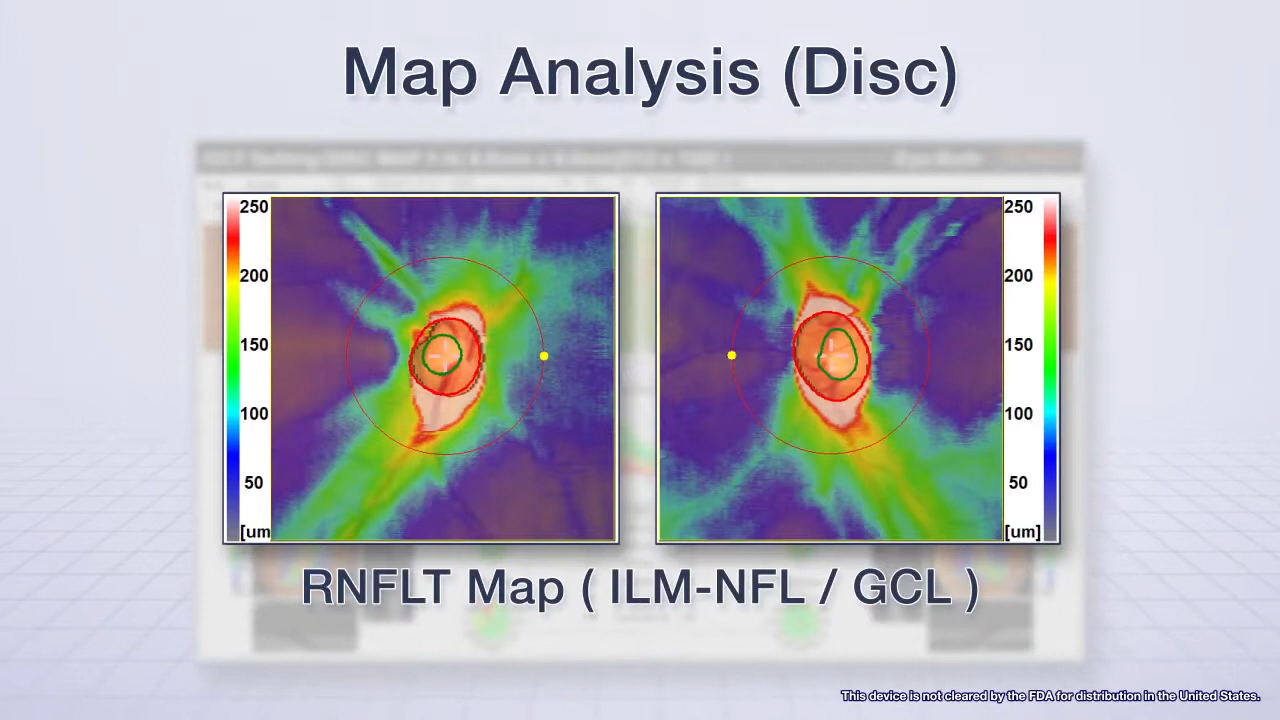 Map Analysis (Disc)
250
200
150
100
50
[um
250
200
150
100
50
[um]
RNFLT Map ( ILM-NFL / GCL )
This device is not cleared by the FDA for distribution in the United States.